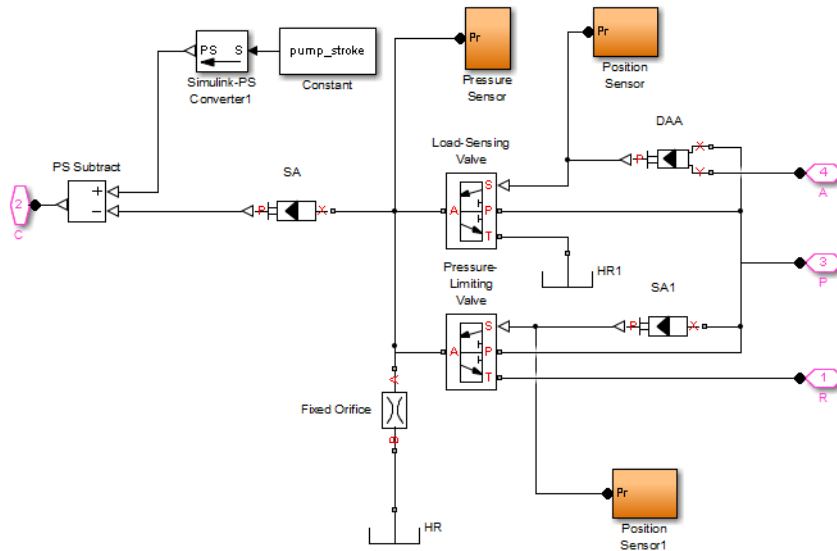 Pr
Pr
PS S
pump_stroke
Simulink-PS
Converter1
Constant
Pressure
Sensor
Position
Sensor
DAA
PS Subtract
SA
Load-Sensing
Valve
P
X
Y
4
A
2
C
+
−
P
X
A
S
P
T
HR1
3
P
Pressure-
Limiting
Valve
SA1
P
X
A
S
P
T
1
R
A
Fixed Orifice
B
Pr
HR
Position
Sensor1